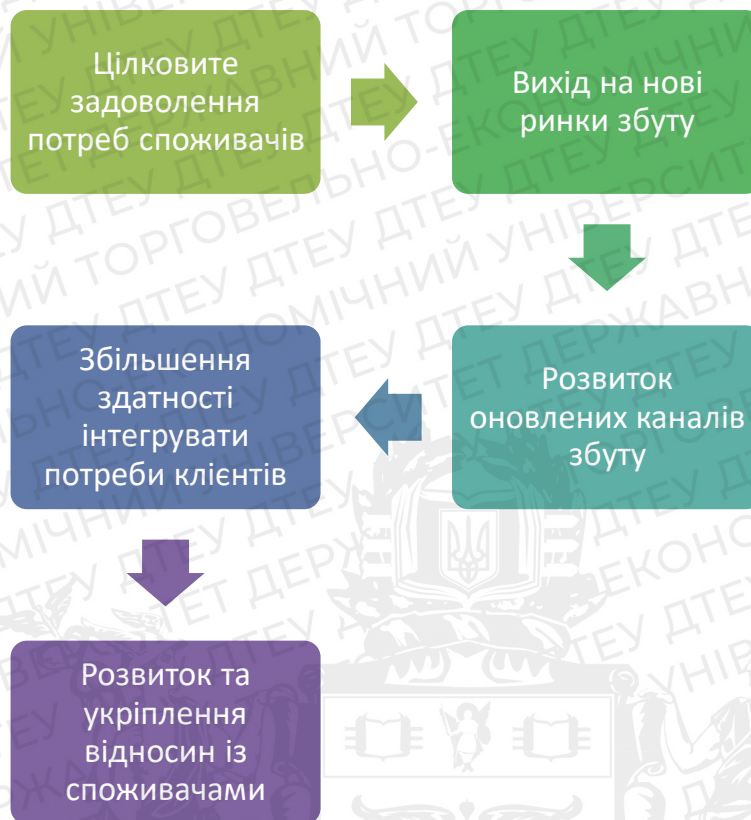 Цілковите
задоволення
потреб споживачів
Вихід на нові
ринки збуту
Розвиток
оновлених каналів
збуту
Збільшення
здатності
інтегрувати
потреби клієнтів
Розвиток та
укріплення
відносин із
споживачами